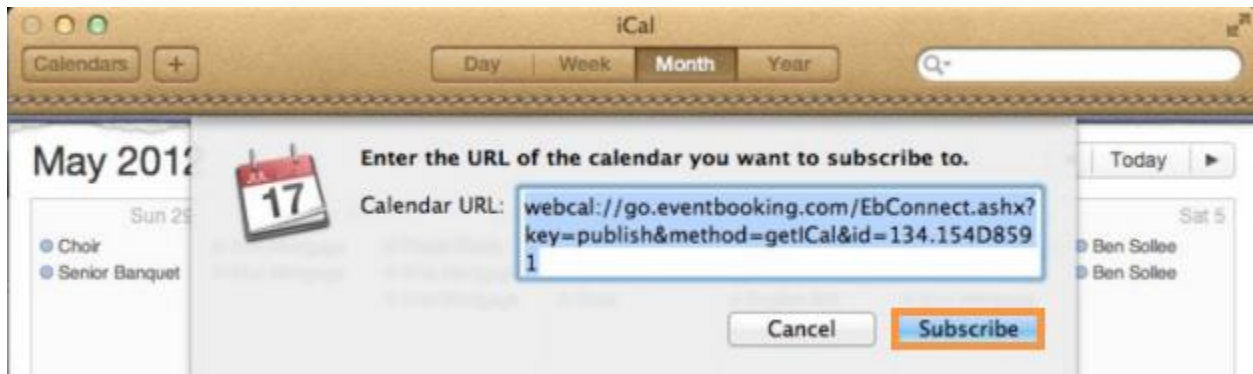 iCal
Calendars +
Day Week Month Year
May 2012
Today
JUL
17
Enter the URL of the calendar you want to subscribe to.
Calendar URL: webcal://go.eventbooking.com/EbConnect.ashx?
key=publish&method=getICal&id=134.154D859
1
Sun 29
Sat 5
Choir
Ben Sollee
Senior Banquet
Ben Sollee
Cancel Subscribe